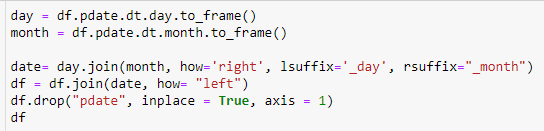 day = df.pdate.dt.day.to_frame()
month = df.pdate.dt.month.to_frame()
date= day.join(month, how='right', lsuffix='_day', rsuffix="_month")
df = df.join(date, how= "left")
df.drop("pdate", inplace = True, axis = 1)
df